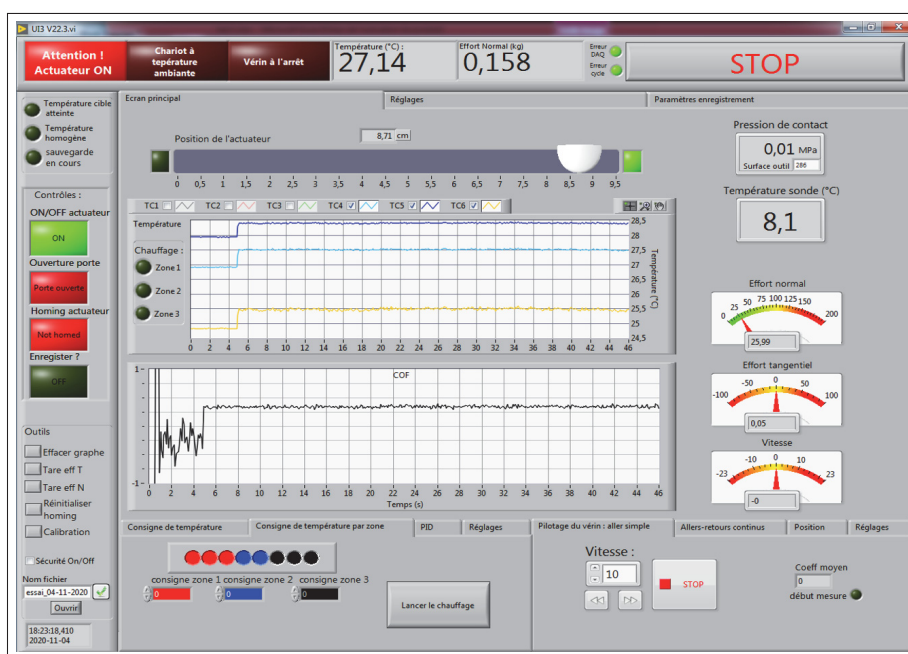 UI3 V22.3.vi
Attention !
Actuateur ON
Chariot à
tepérature
ambiante
Vérin à l'arrêt
Température (°C) :
27,14
Effort Normal (kg)
0,158
Erreur
DAQ
Erreur
cycle
STOP
Ecran principal
Réglages
Paramètres enregistrement
Température cible
atteinte
Température
homogène
sauvegarde
en cours
Contrôles :
ON/OFF actuateur
ON
Ouverture porte
Porte ouverte
Homing actuateur
Not homed
Enregister ?
OFF
Outils
Effacer graphe
Tare eff T
Tare eff N
Réinitialiser
homing
Calibration
Sécurité On/Off
Nom fichier
essai_04-11-2020
Ouvrir
18:23:18,410
2020-11-04
Position de l'actuateur
8,71 cm
0 0,5 1 1,5 2 2,5 3 3,5 4 4,5 5 5,5 6 6,5 7 7,5 8 8,5 9 9,5
TC1 TC2 TC3 TC4 TC5 TC6
Température
Chauffage :
Zone 1
Zone 2
Zone 3
28,5
28
27,5
27
26,5
26
25,5
25
24,5
Température (°C)
0 2 4 6 8 10 12 14 16 18 20 22 24 26 28 30 32 34 36 38 40 42 44 46
COF
1
-1
0 2 4 6 8 10 12 14 16 18 20 22 24 26 28 30 32 34 36 38 40 42 44 46
Temps (s)
Pression de contact
0,01 MPa
Surface outil 286
Température sonde (°C)
8,1
Effort normal
0 25 50 75 100 125 150 200
25,99
Effort tangentiel
-100 -50 0 50 100
0,05
Vitesse
-23 -10 0 10 23
-0
Consigne de température
Consigne de température par zone
PID
Réglages
consigne zone 1 consigne zone 2 consigne zone 3
0 0 0
Lancer le chauffage
Pilotage du vérin : aller simple
Allers-retours continus
Position
Réglages
Vitesse :
10
STOP
Coeff moyen
0
début mesure